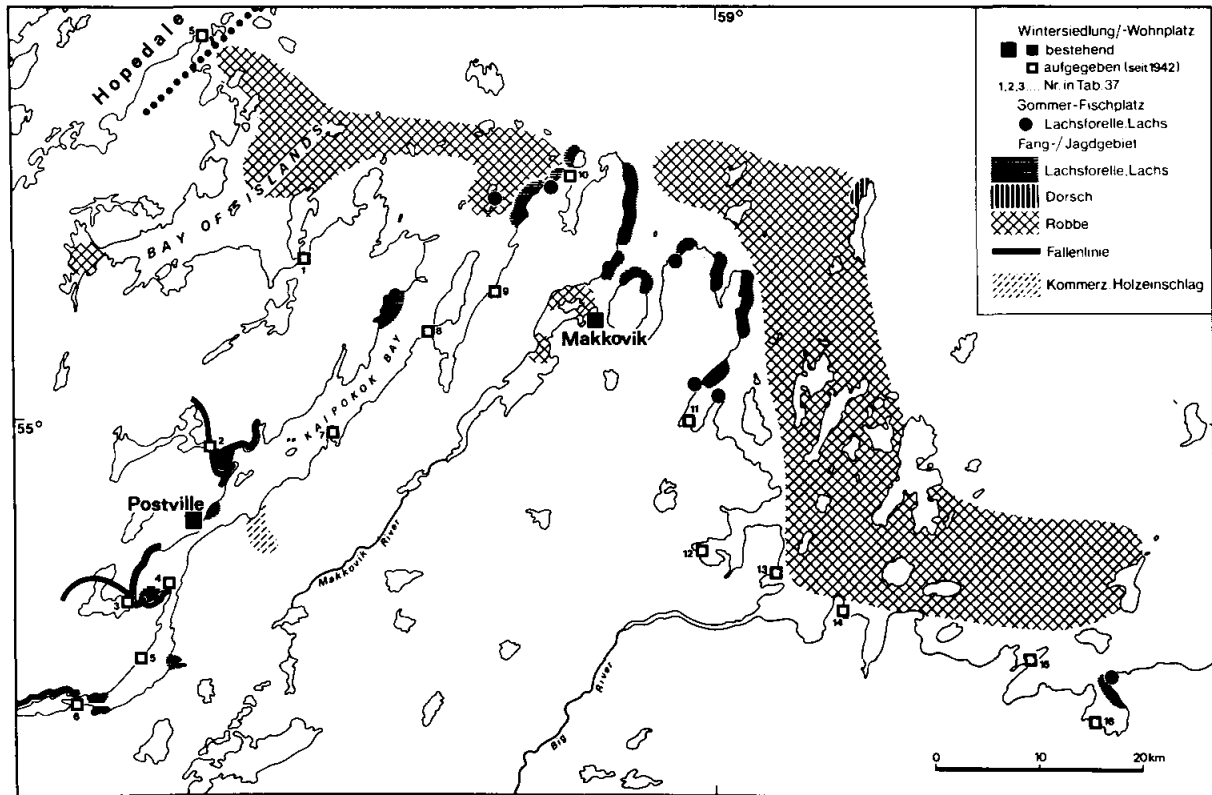 59°
Wintersiedlung/-Wohnplatz
bestehend
aufgegeben (seit 1942)
1,2,3.... Nr. in Tab. 37
Sommer-Fischplatz
Lachsforelle, Lachs
Fang-/Jagdgebiet
Lachsforelle, Lachs
Dorsch
Robbe
Fallenlinie
Kommerz. Holzeinschlag
5
Hopedale
BAY OF ISLANDS
10
1
9
8
Makkovik
KAIPOKOK BAY
55°
7
2
11
Postville
Makkovik River
12
13
4
3
14
5
6
15
16
Big River
0 10 20 km